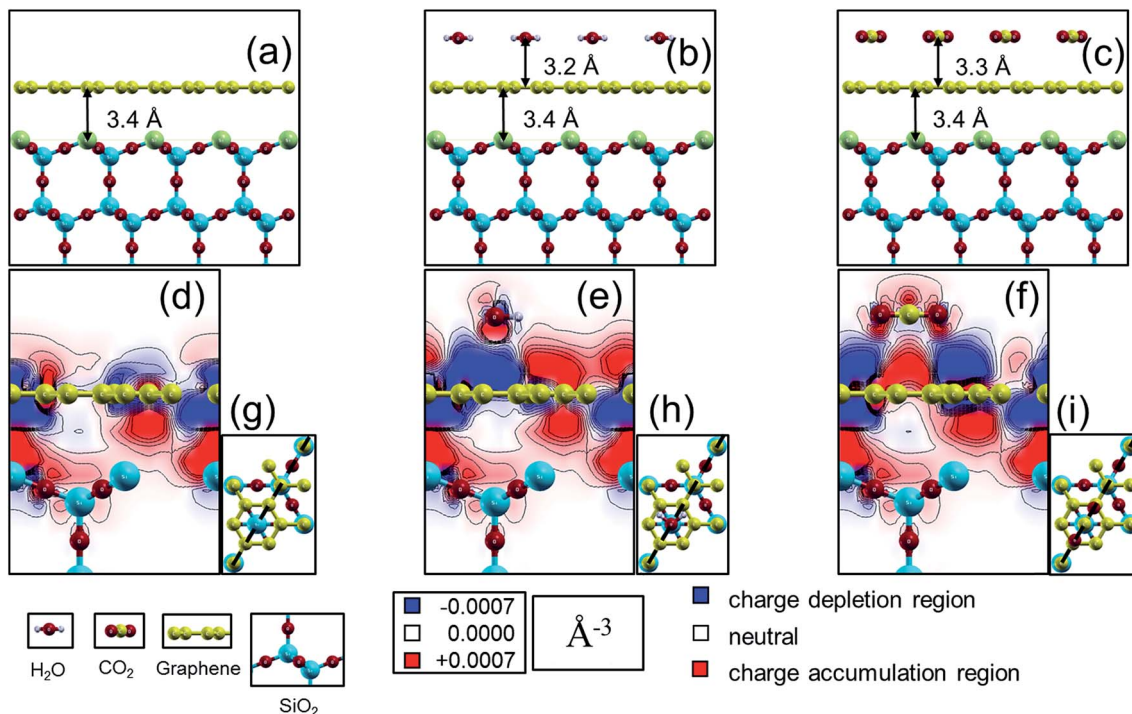 (a)
(b)
(c)
3.4 Å
3.2 Å
3.4 Å
3.3 Å
3.4 Å
(d)
(e)
(f)
(g)
(h)
(i)
H₂O
CO₂
Graphene
SiO₂
-0.0007
0.0000
+0.0007
Å⁻³
charge depletion region
neutral
charge accumulation region